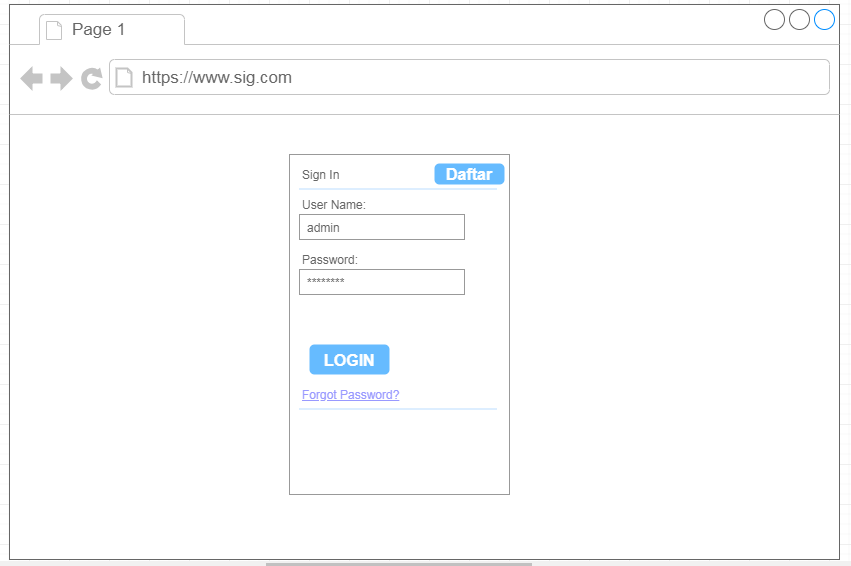 Page 1
https://www.sig.com
Sign In
Daftar
User Name:
admin
Password:
********
LOGIN
Forgot Password?